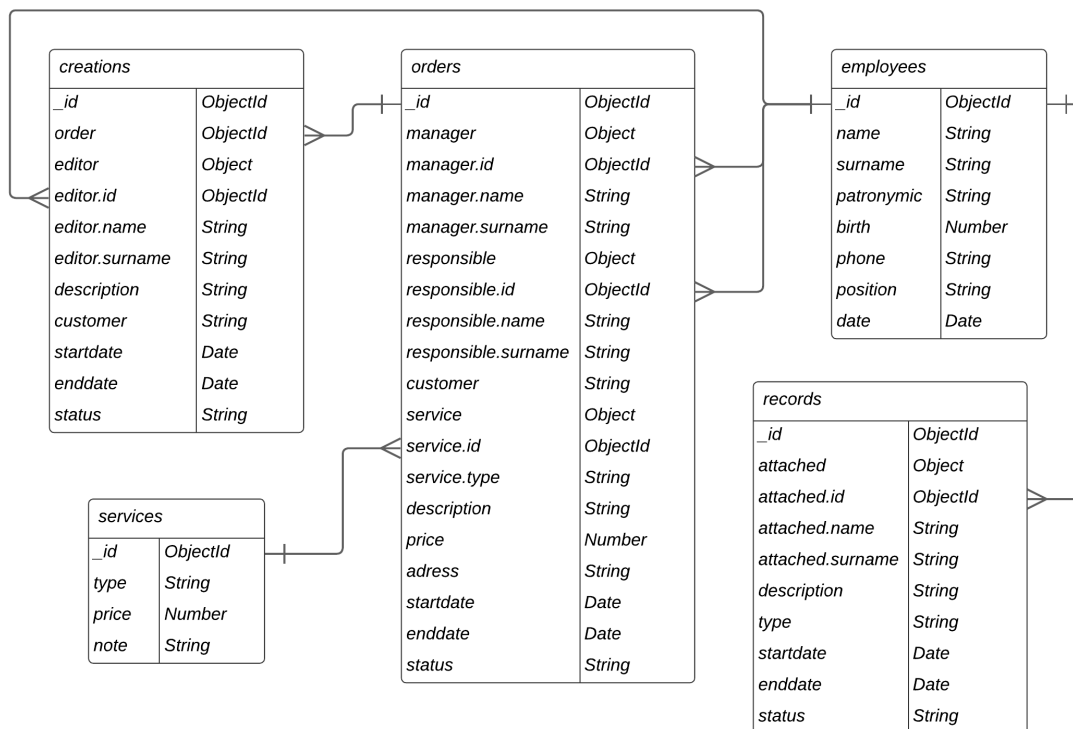 creations
_id ObjectId
order ObjectId
editor Object
editor.id ObjectId
editor.name String
editor.surname String
description String
customer String
startdate Date
enddate Date
status String
services
_id ObjectId
type String
price Number
note String
orders
_id ObjectId
manager Object
manager.id ObjectId
manager.name String
manager.surname String
responsible Object
responsible.id ObjectId
responsible.name String
responsible.surname String
customer String
service Object
service.id ObjectId
service.type String
description String
price Number
adress String
startdate Date
enddate Date
status String
employees
_id ObjectId
name String
surname String
patronymic String
birth Number
phone String
position String
date Date
records
_id ObjectId
attached Object
attached.id ObjectId
attached.name String
attached.surname String
description String
type String
startdate Date
enddate Date
status String